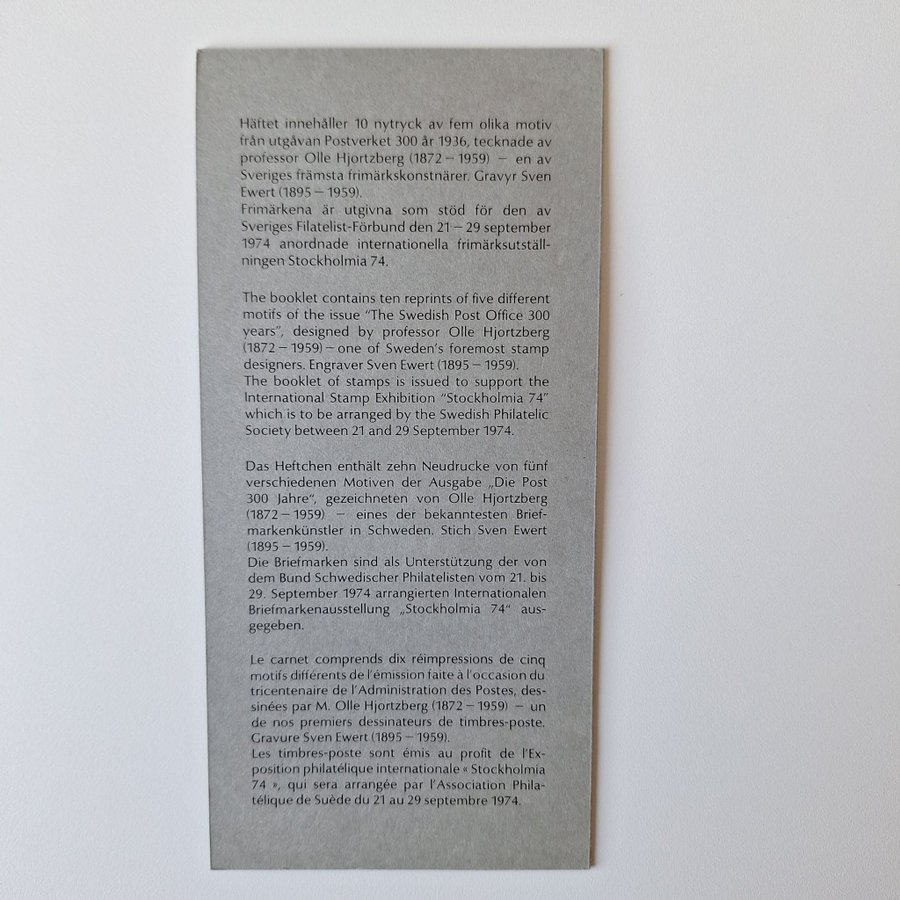 Häftet innehåller 10 nytryck av fem olika motiv
från utgåvan Postverket 300 år 1936, tecknade av
professor Olle Hjortzberg (1872 – 1959) – en av
Sveriges främsta frimärkskonstnärer. Gravyr Sven
Ewert (1895 – 1959).
Frimärkena är utgivna som stöd för den av
Sveriges Filatelist-Förbund den 21 – 29 september
1974 anordnade internationella frimärksutställ-
ningen Stockholmia 74.
The booklet contains ten reprints of five different
motifs of the issue “The Swedish Post Office 300
years”, designed by professor Olle Hjortzberg
(1872 – 1959) – one of Sweden’s foremost stamp
designers. Engraver Sven Ewert (1895 – 1959).
The booklet of stamps is issued to support the
International Stamp Exhibition “Stockholmia 74”
which is to be arranged by the Swedish Philatelic
Society between 21 and 29 September 1974.
Das Heftchen enthält zehn Neudrucke von fünf
verschiedenen Motiven der Ausgabe „Die Post
300 Jahre“, gezeichneten von Olle Hjortzberg
(1872 – 1959) – eines der bekanntesten Brief-
markenkünstler in Schweden. Stich Sven Ewert
(1895 – 1959).
Die Briefmarken sind als Unterstützung der von
dem Bund Schwedischer Philatelisten vom 21. bis
29. September 1974 arrangierten Internationalen
Briefmarkenausstellung „Stockholmia 74“ aus-
gegeben.
Le carnet comprends dix réimpressions de cinq
motifs différents de l’émission faite à l’occasion du
tricentenaire de l’Administration des Postes, des-
sinées par M. Olle Hjortzberg (1872 – 1959) – un
de nos premiers dessinateurs de timbres-poste.
Gravure Sven Ewert (1895 – 1959).
Les timbres-poste sont émis au profit de l’Ex-
position philatélique internationale « Stockholmia
74 », qui sera arrangée par l’Association Phila-
télique de Suède du 21 au 29 septembre 1974.